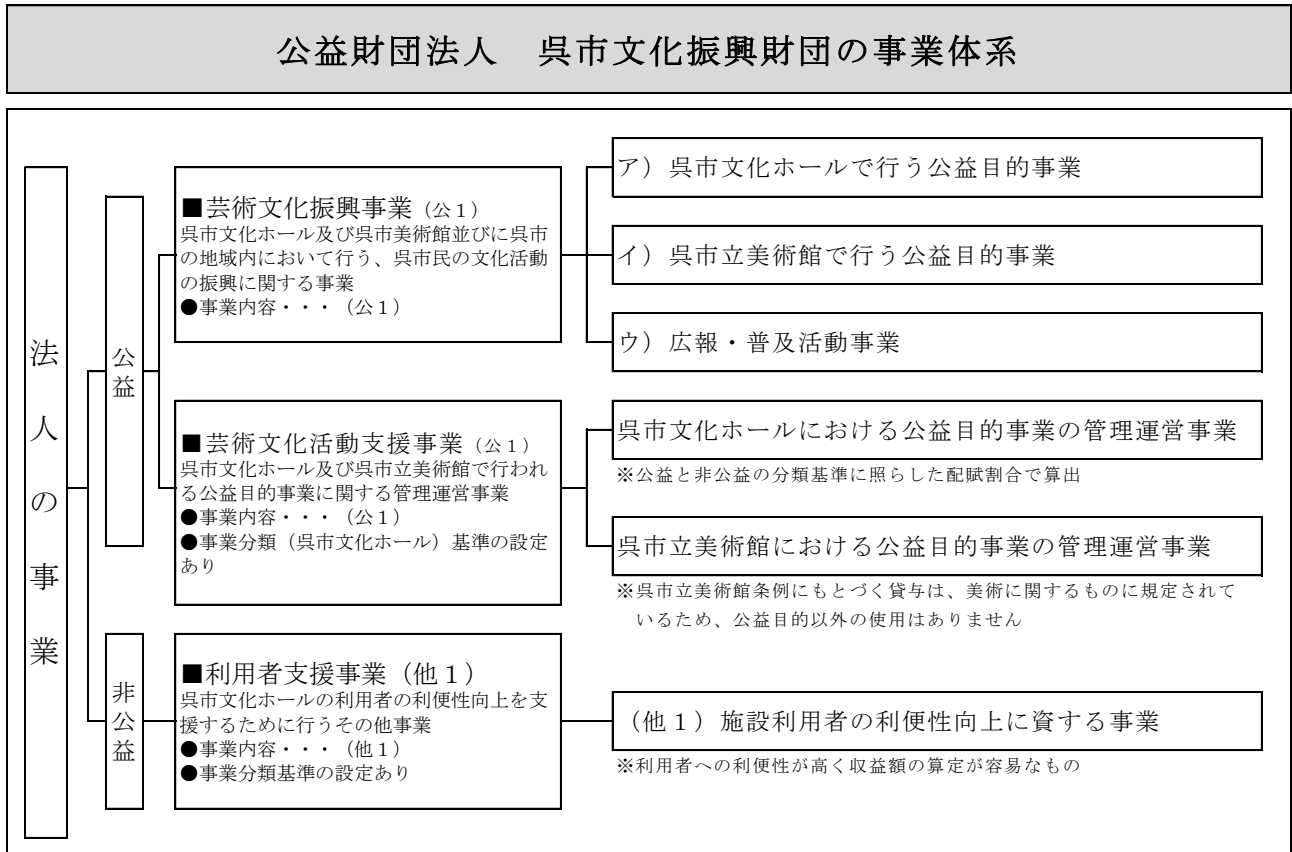 公益財団法人　呉市文化振興財団の事業体系
法人の事業
公益
■芸術文化振興事業（公１）
呉市文化ホール及び呉市美術館並びに呉市
の地域内において行う、呉市民の文化活動
の振興に関する事業
●事業内容・・・（公１）
ア）呉市文化ホールで行う公益目的事業
イ）呉市立美術館で行う公益目的事業
ウ）広報・普及活動事業
■芸術文化活動支援事業（公１）
呉市文化ホール及び呉市立美術館で行われ
る公益目的事業に関する管理運営事業
●事業内容・・・（公１）
●事業分類（呉市文化ホール）基準の設定
あり
呉市文化ホールにおける公益目的事業の管理運営事業
※公益と非公益の分類基準に照らした配賦割合で算出
呉市立美術館における公益目的事業の管理運営事業
※呉市立美術館条例にもとづく貸与は、美術に関するものに規定されて
いるため、公益目的以外の使用はありません
非公益
■利用者支援事業（他１）
呉市文化ホールの利用者の利便性向上を支
援するために行うその他事業
●事業内容・・・（他１）
●事業分類基準の設定あり
（他１）施設利用者の利便性向上に資する事業
※利用者への利便性が高く収益額の算定が容易なもの